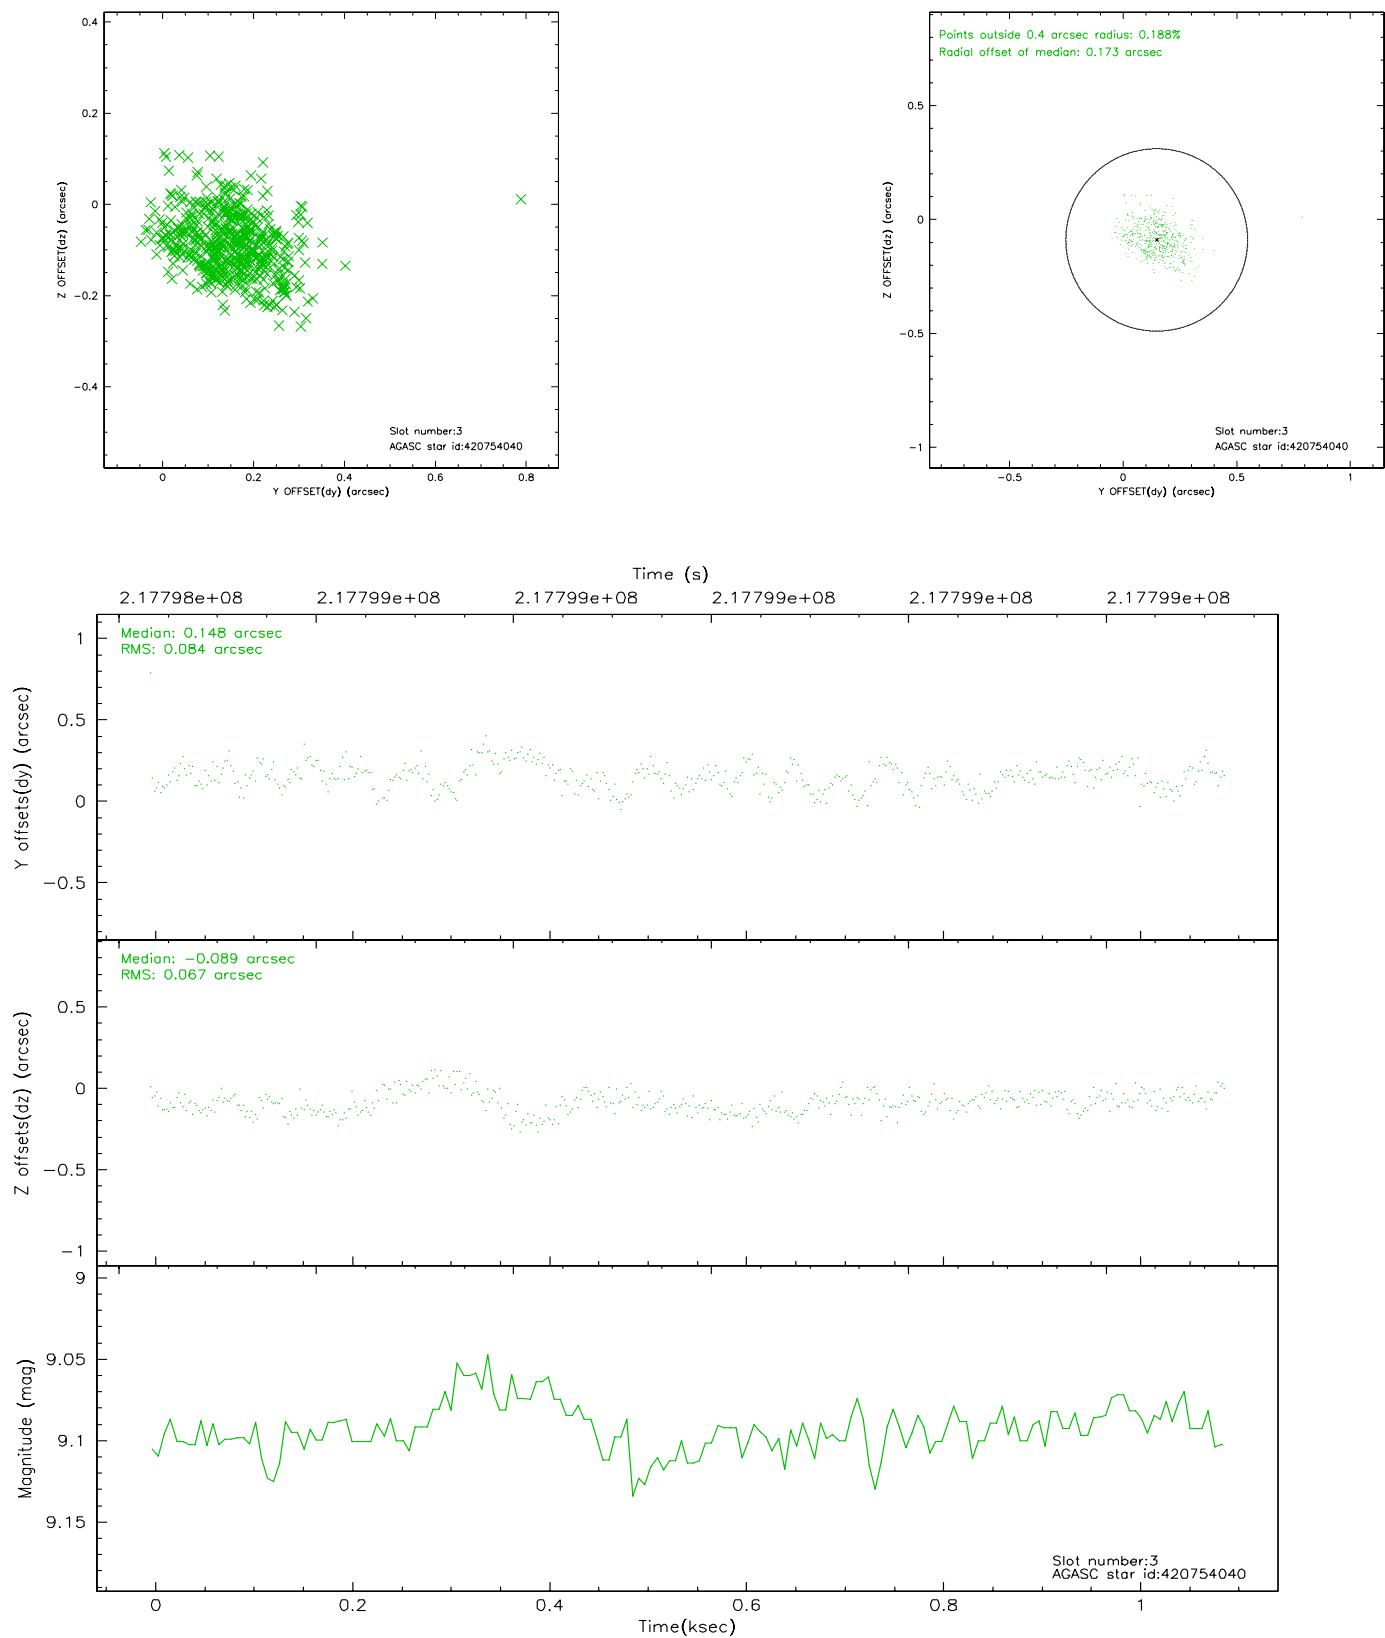 0.4
0.2
0
−0.2
−0.4
Z OFFSET(dz) (arcsec)
Slot number:3
AGASC star id:420754040
0 0.2 0.4 0.6 0.8
Y OFFSET(dy) (arcsec)
Points outside 0.4 arcsec radius: 0.188%
Radial offset of median: 0.173 arcsec
0.5
0
−0.5
−1
Z OFFSET(dz) (arcsec)
Slot number:3
AGASC star id:420754040
−0.5 0 0.5 1
Y OFFSET(dy) (arcsec)
Time (s)
2.17798e+08 2.17799e+08 2.17799e+08 2.17799e+08 2.17799e+08 2.17799e+08
Median: 0.148 arcsec
RMS: 0.084 arcsec
1
0.5
0
−0.5
Y offsets(dy) (arcsec)
Median: −0.089 arcsec
RMS: 0.067 arcsec
0.5
0
−0.5
−1
Z offsets(dz) (arcsec)
9
9.05
9.1
9.15
Magnitude (mag)
Slot number:3
AGASC star id:420754040
0 0.2 0.4 0.6 0.8 1
Time(ksec)